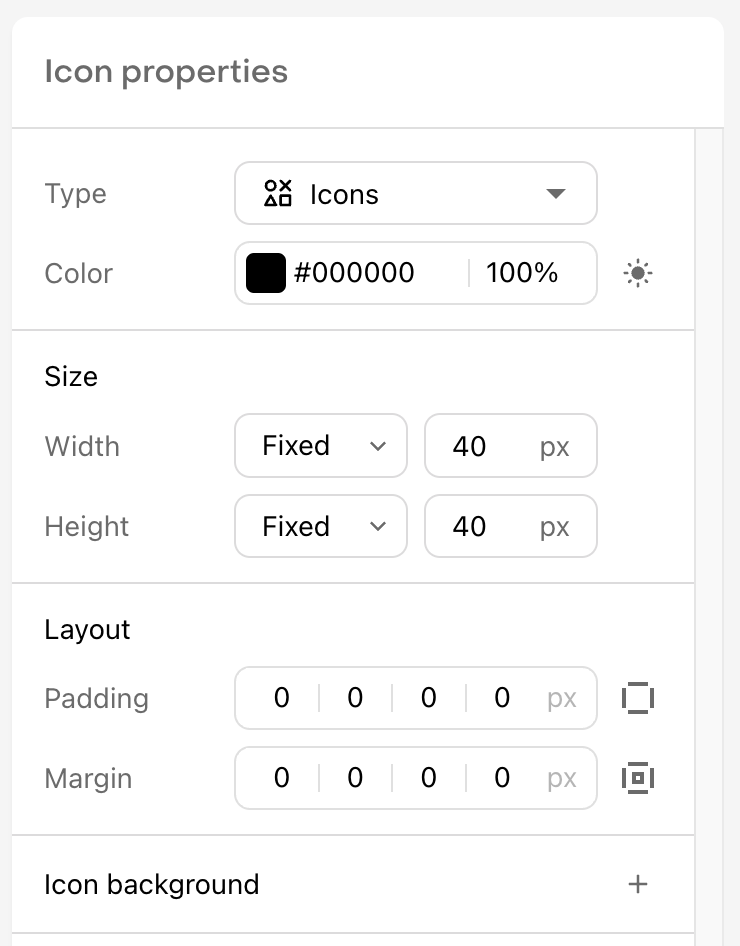 Icon properties
Type Icons
Color #000000 100%
Size
Width Fixed 40 px
Height Fixed 40 px
Layout
Padding 0 0 0 0 px
Margin 0 0 0 0 px
Icon background